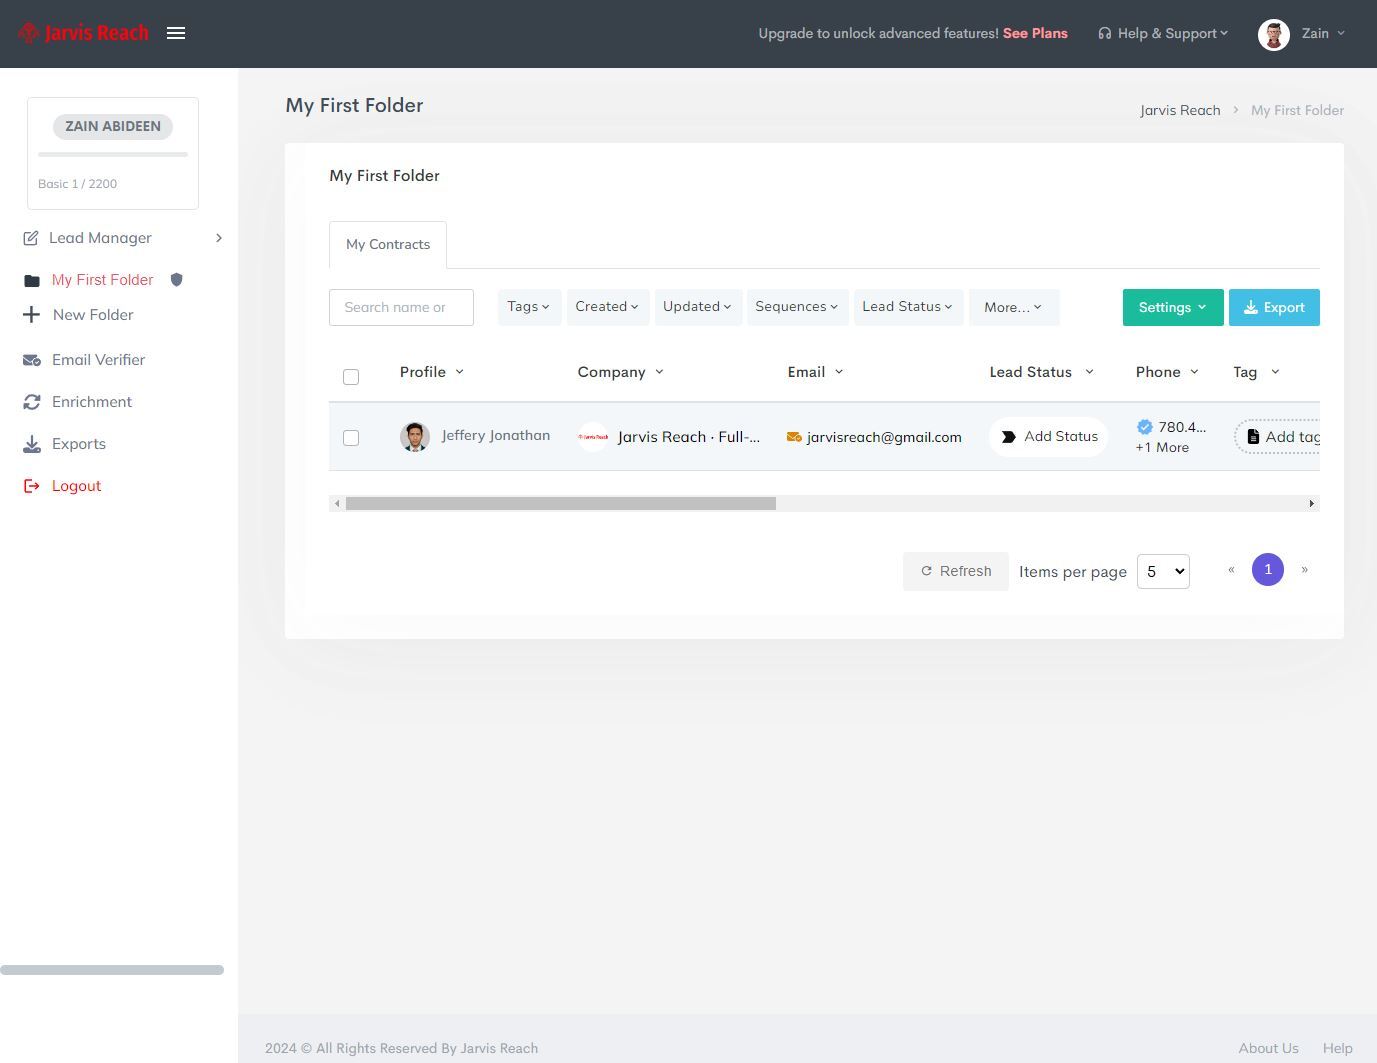 Jarvis Reach
Upgrade to unlock advanced features! See Plans
Help & Support
Zain
ZAIN ABIDEEN
Basic 1 / 2200
Lead Manager
My First Folder
New Folder
Email Verifier
Enrichment
Exports
Logout
My First Folder
Jarvis Reach > My First Folder
My First Folder
My Contracts
Search name or
Tags
Created
Updated
Sequences
Lead Status
More...
Settings
Export
Profile
Company
Email
Lead Status
Phone
Tag
Jeffery Jonathan
Jarvis Reach
Jarvis Reach · Full-...
jarvisreach@gmail.com
Add Status
780.4...
+1 More
Add tag
Refresh
Items per page
5
«
1
»
2024 © All Rights Reserved By Jarvis Reach
About Us
Help